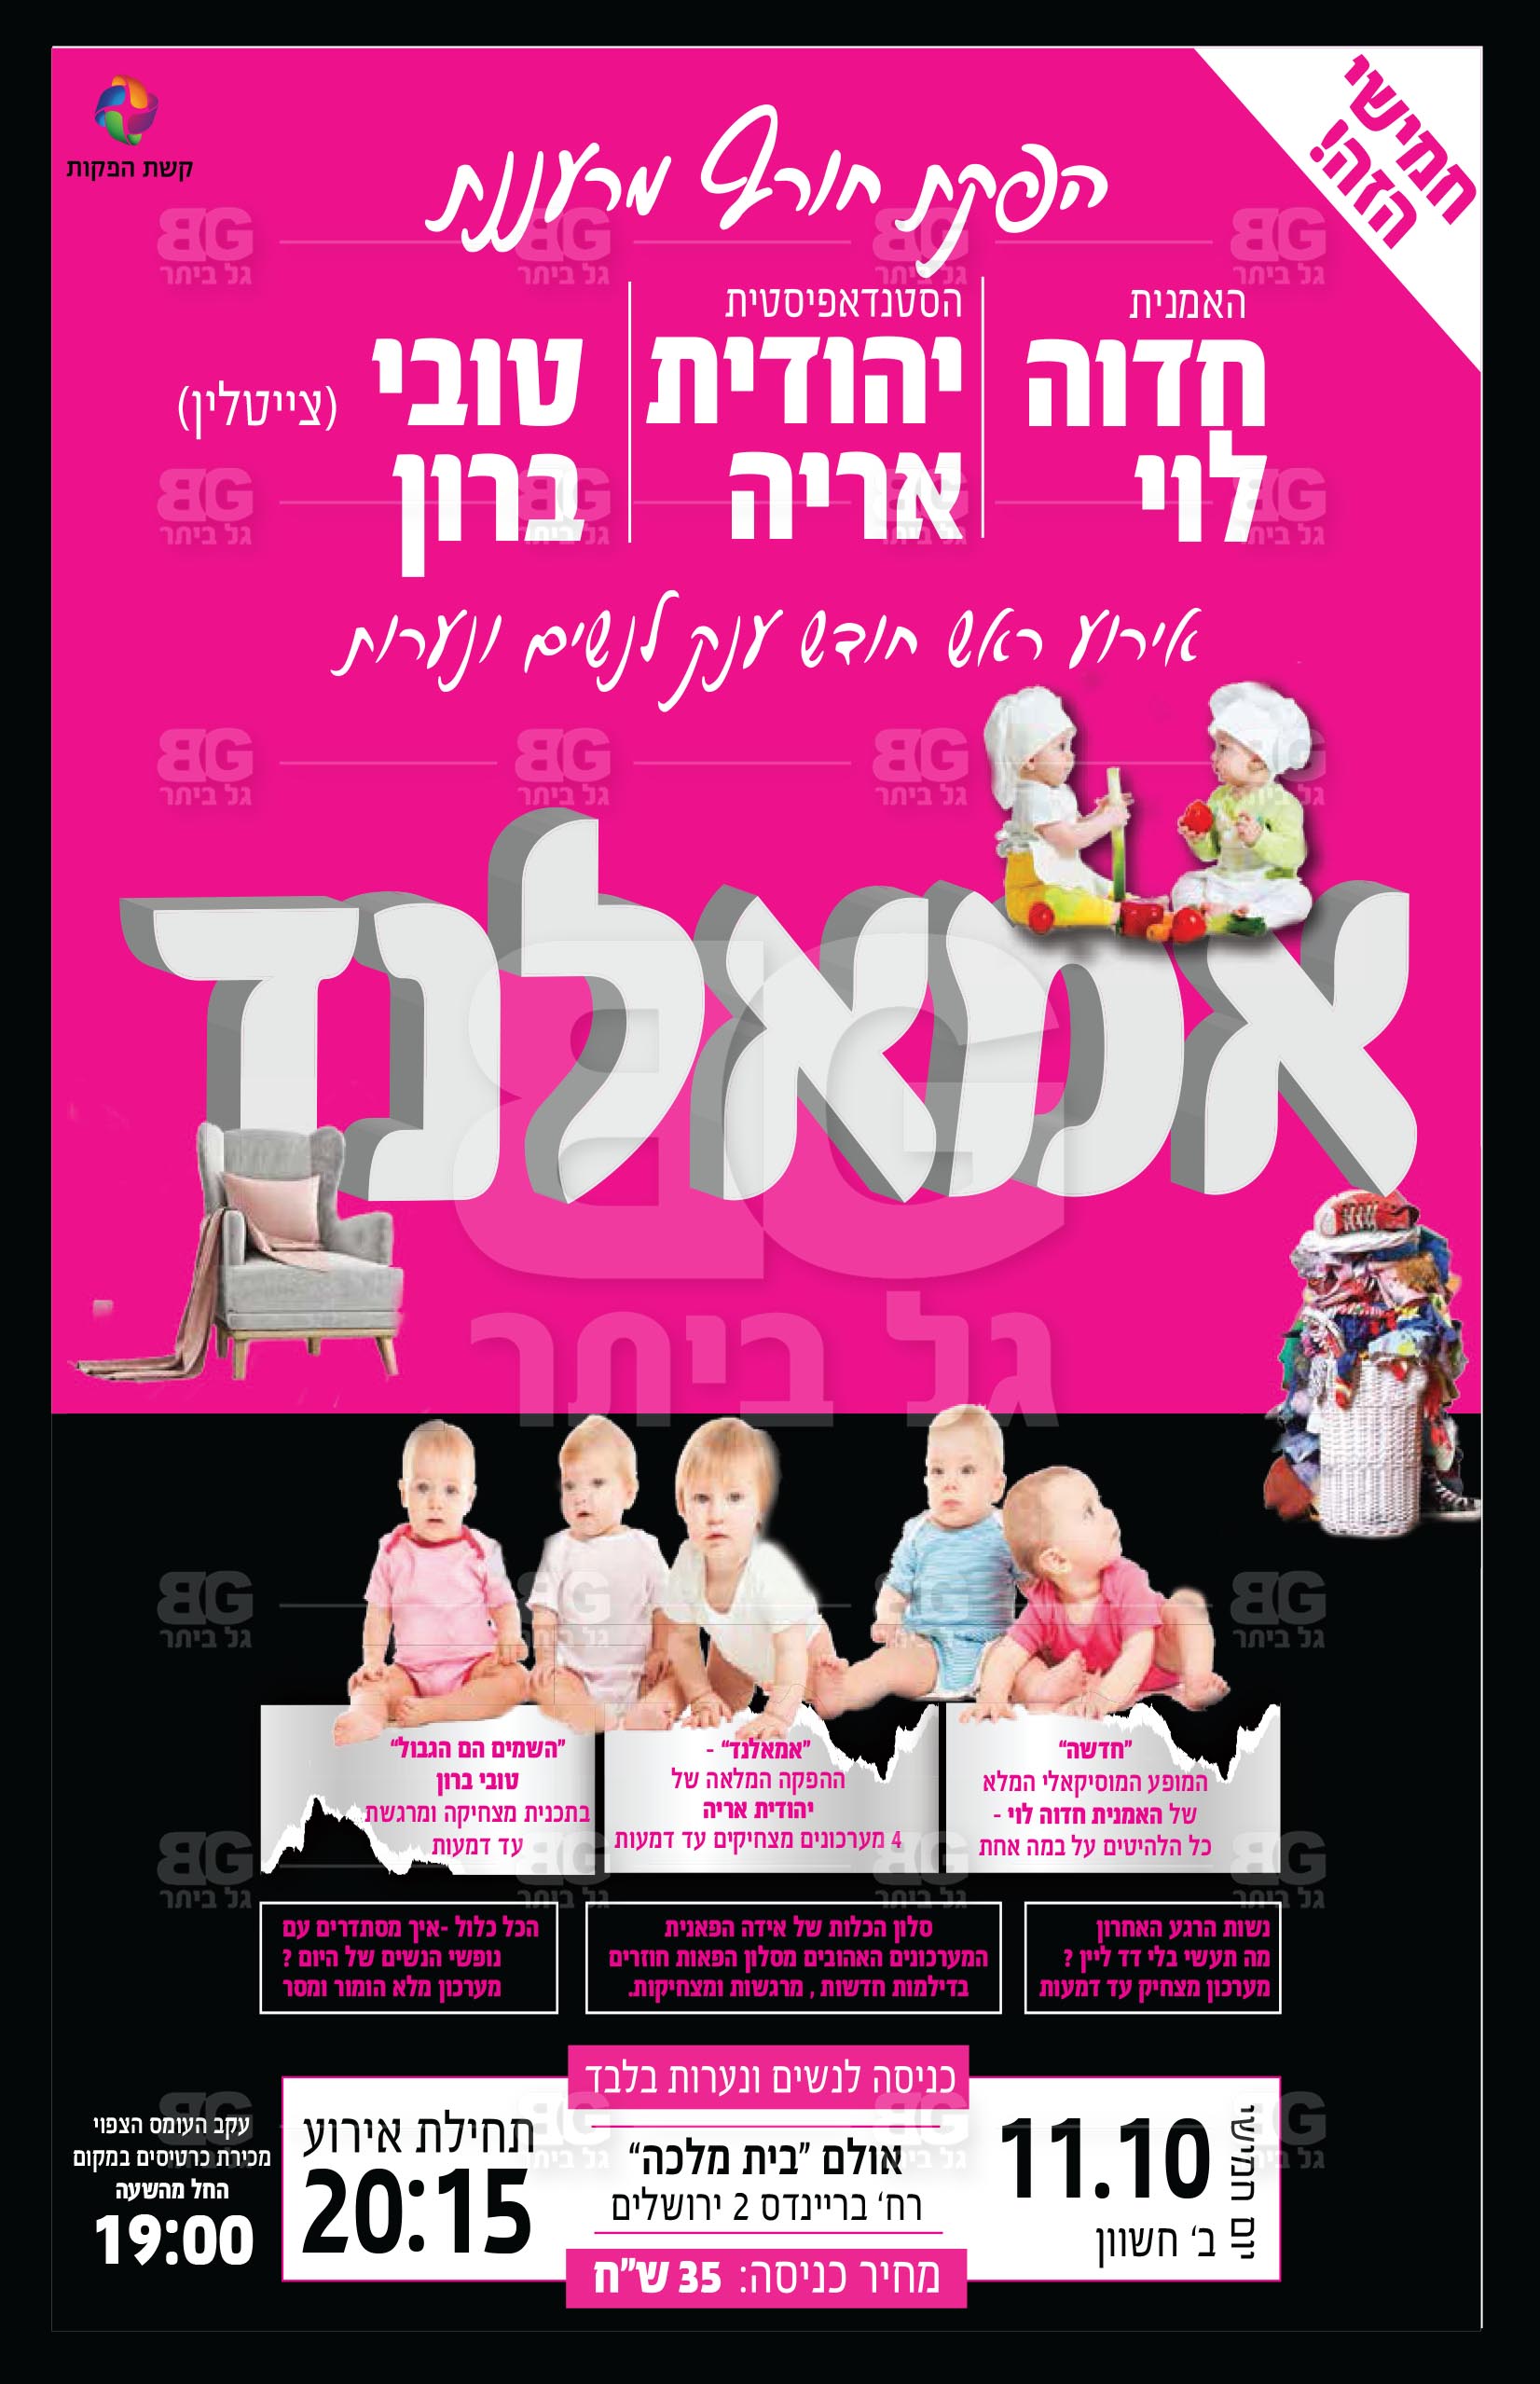 חמישי
הזה!
קשת הפקות
הפקת חורף מרעננת
האמנית
חדוה
לוי
הסטנדאפיסטית
יהודית
אריה
טובי (צייטלין)
ברון
אירוע ראש חודש ענק לנשים ונערות
אמאלנד
BG
גל ביתר
"חדשה"
המופע המוסיקאלי המלא
של האמנית חדוה לוי -
כל הלהיטים על במה אחת
"אמאלנד" -
ההפקה המלאה של
יהודית אריה
4 מערכונים מצחיקים עד דמעות
"השמים הם הגבול"
טובי ברון
בתכנית מצחיקה ומרגשת
עד דמעות
נשות הרגע האחרון
מה תעשי בלי דד ליין ?
מערכון מצחיק עד דמעות
סלון הכלות של אידה הפאנית
המערכונים האהובים מסלון הפאות חוזרים
בדילמות חדשות , מרגשות ומצחיקות.
הכל כלול -איך מסתדרים עם
נופשי הנשים של היום ?
מערכון מלא הומור ומסר
יום חמישי
11.10
ב' חשוון
כניסה לנשים ונערות בלבד
אולם "בית מלכה"
רח' בריינדס 2 ירושלים
מחיר כניסה: 35 ש"ח
תחילת אירוע
20:15
עקב העומס הצפוי
מכירת כרטיסים במקום
החל מהשעה
19:00